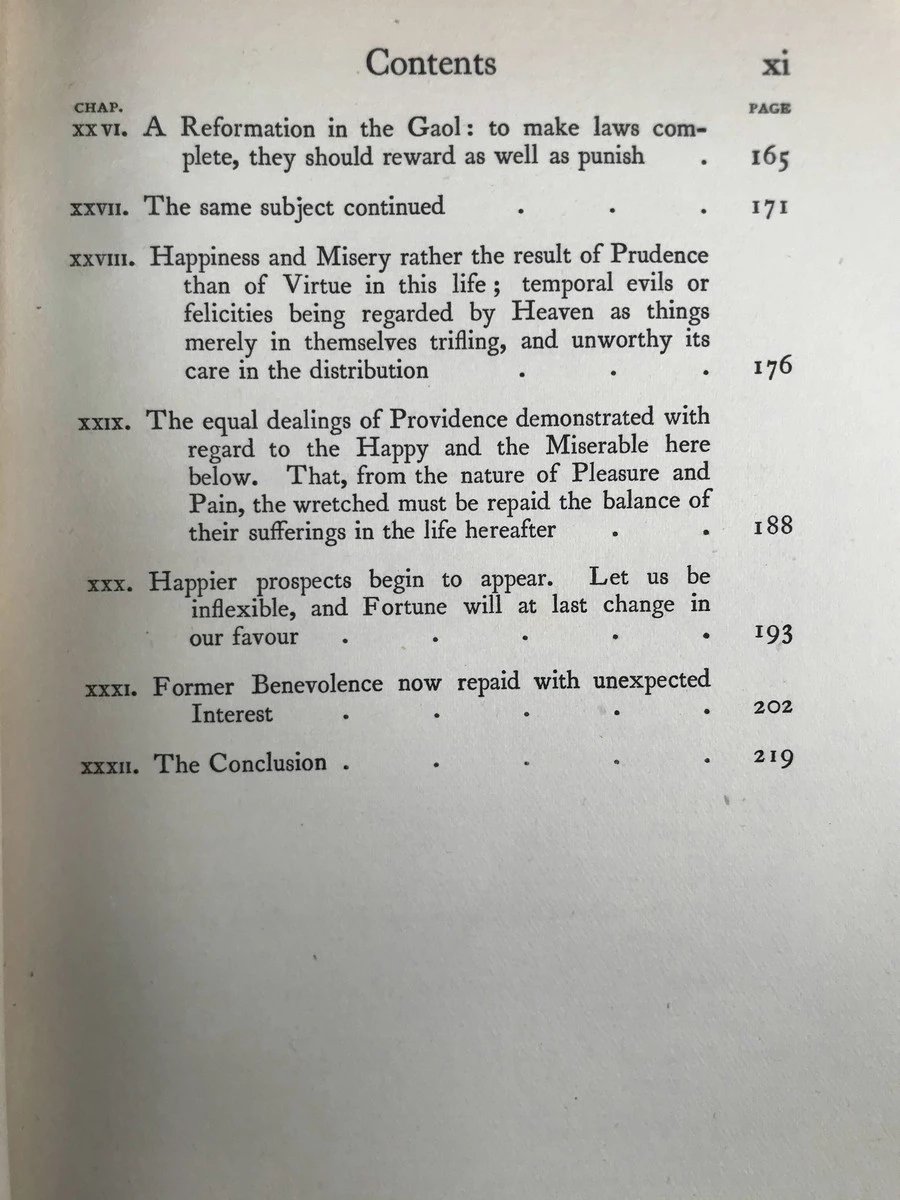 Contents xi
CHAP. PAGE
XXVI. A Reformation in the Gaol: to make laws com-
plete, they should reward as well as punish . 165
XXVII. The same subject continued . . . 171
XXVIII. Happiness and Misery rather the result of Prudence
than of Virtue in this life; temporal evils or
felicities being regarded by Heaven as things
merely in themselves trifling, and unworthy its
care in the distribution . . . 176
XXIX. The equal dealings of Providence demonstrated with
regard to the Happy and the Miserable here
below. That, from the nature of Pleasure and
Pain, the wretched must be repaid the balance of
their sufferings in the life hereafter . . 188
XXX. Happier prospects begin to appear. Let us be
inflexible, and Fortune will at last change in
our favour . . . . . 193
XXXI. Former Benevolence now repaid with unexpected
Interest . . . . . 202
XXXII. The Conclusion . . . . . 219